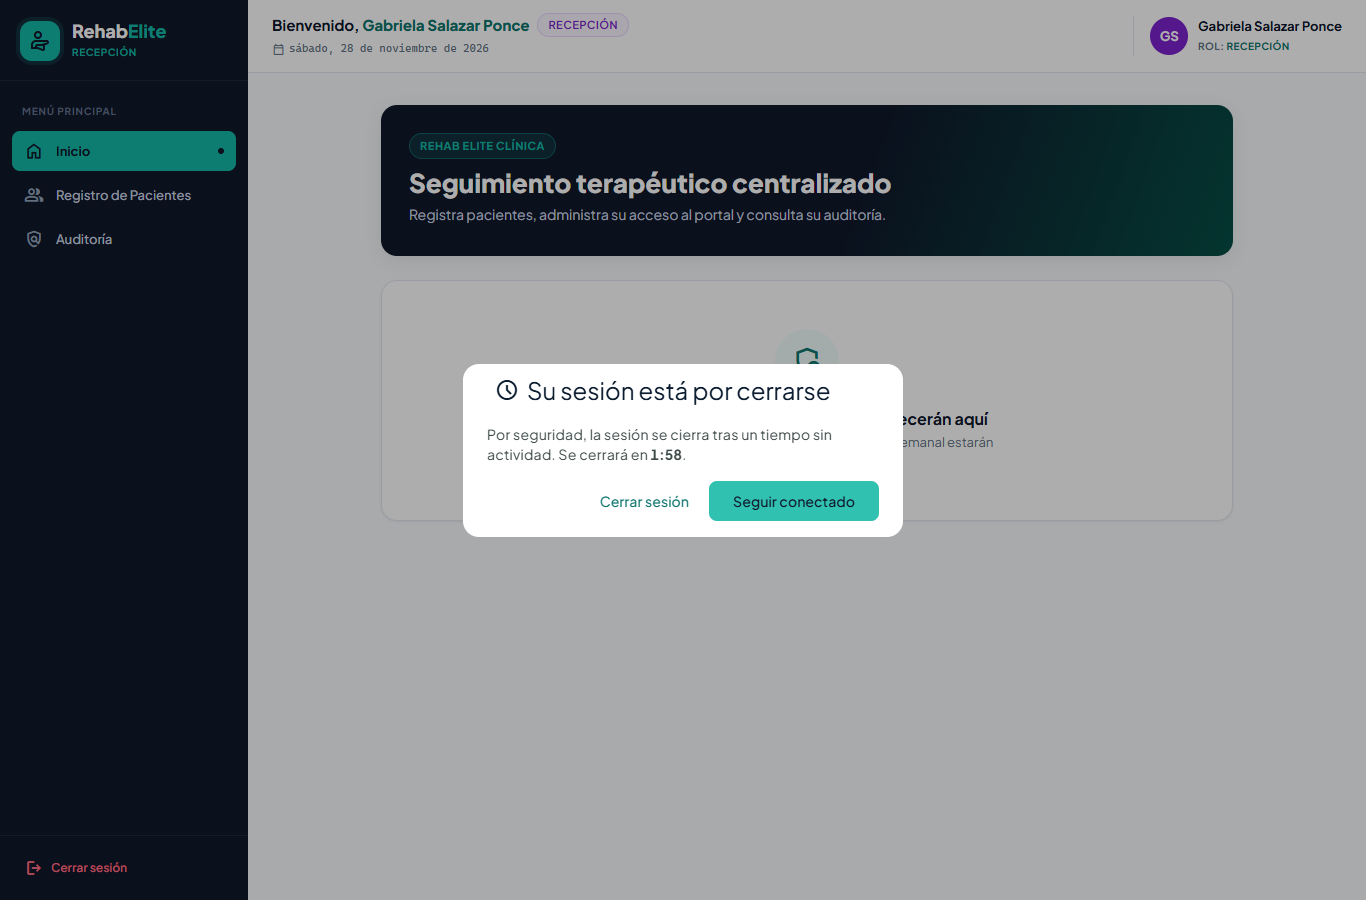 RehabElite
RECEPCIÓN
MENÚ PRINCIPAL
Inicio
Registro de Pacientes
Auditoría
Cerrar sesión
Bienvenido, Gabriela Salazar Ponce RECEPCIÓN
sábado, 28 de noviembre de 2026
GS
Gabriela Salazar Ponce
ROL: RECEPCIÓN
REHAB ELITE CLÍNICA
Seguimiento terapéutico centralizado
Registra pacientes, administra su acceso al portal y consulta su auditoría.
aquí
semanal estarán
Su sesión está por cerrarse
Por seguridad, la sesión se cierra tras un tiempo sin
actividad. Se cerrará en 1:58.
Cerrar sesión
Seguir conectado